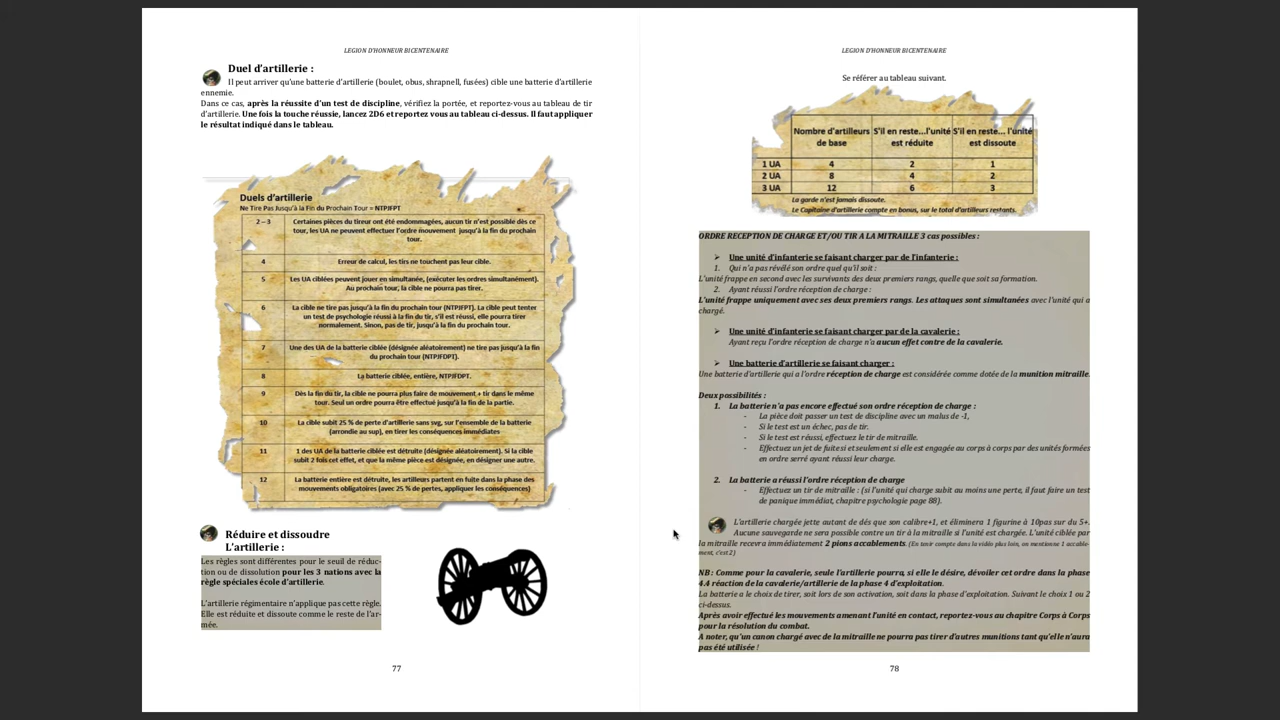 LEGION D'HONNEUR BICENTENAIRE
Duel d'artillerie :
Il peut arriver qu'une batterie d'artillerie (boulet, obus, shrapnell, fusées) cible une batterie d'artillerie
ennemie.
Dans ce cas, après la réussite d'un test de discipline, vérifiez la portée, et reportez-vous au tableau de tir
d'artillerie. Une fois la touche réussie, lancez 2D6 et reportez vous au tableau ci-dessus. Il faut appliquer
le résultat indiqué dans le tableau.
Duels d'artillerie
Ne Tire Pas Jusqu'à la Fin du Prochain Tour = NTPJFPT
2 – 3 Certaines pièces du tireur ont été endommagées, aucun tir n'est possible dès ce
tour, les UA ne peuvent effectuer l'ordre mouvement jusqu'à la fin du prochain
tour.
4 Erreur de calcul, les tirs ne touchent pas leur cible.
5 Les UA ciblées peuvent jouer en simultanée, (exécuter les ordres simultanément).
Au prochain tour, la cible ne pourra pas tirer.
6 La cible ne tire pas jusqu'à la fin du prochain tour (NTPJFPT). La cible peut tenter
un test de psychologie réussi à la fin du tir, s'il est réussi, elle pourra tirer
normalement. Sinon, pas de tir, jusqu'à la fin du prochain tour.
7 Une des UA de la batterie ciblée (désignée aléatoirement) ne tire pas jusqu'à la fin
du prochain tour (NTPJFDPT).
8 La batterie ciblée, entière, NTPJFDPT.
9 Dès la fin du tir, la cible ne pourra plus faire de mouvement + tir dans le même
tour. Seul un ordre pourra être effectué jusqu'à la fin de la partie.
10 La cible subit 25 % de perte d'artillerie sans svg, sur l'ensemble de la batterie
(arrondie au sup), en tirer les conséquences immédiates
11 1 des UA de la batterie ciblée est détruite (désignée aléatoirement). Si la cible
subit 2 fois cet effet, et que la même pièce est désignée, en désigner une autre.
12 La batterie entière est détruite, les artilleurs partent en fuite dans la phase des
mouvements obligatoires (avec 25 % de pertes, appliquer les conséquences)
Réduire et dissoudre
L'artillerie :
Les règles sont différentes pour le seuil de réduc-
tion ou de dissolution pour les 3 nations avec la
règle spéciales école d'artillerie.
L'artillerie régimentaire n'applique pas cette règle.
Elle est réduite et dissoute comme le reste de l'ar-
mée.
77
LEGION D'HONNEUR BICENTENAIRE
Se référer au tableau suivant.
Nombre d'artilleurs S'il en reste...l'unité S'il en reste... l'unité
de base est réduite est dissoute
1 UA 4 2 1
2 UA 8 4 2
3 UA 12 6 3
La garde n'est jamais dissoute.
Le Capitaine d'artillerie compte en bonus, sur le total d'artilleurs restants.
ORDRE RECEPTION DE CHARGE ET/OU TIR A LA MITRAILLE 3 cas possibles :
➢ Une unité d'infanterie se faisant charger par de l'infanterie :
1. Qui n'a pas révélé son ordre quel qu'il soit :
L'unité frappe en second avec les survivants des deux premiers rangs, quelle que soit sa formation.
2. Ayant réussi l'ordre réception de charge :
L'unité frappe uniquement avec ses deux premiers rangs. Les attaques sont simultanées avec l'unité qui a
chargé.
➢ Une unité d'infanterie se faisant charger par de la cavalerie :
Ayant reçu l'ordre réception de charge n'a aucun effet contre de la cavalerie.
➢ Une batterie d'artillerie se faisant charger :
Une batterie d'artillerie qui a l'ordre réception de charge est considérée comme dotée de la munition mitraille.
Deux possibilités :
1. La batterie n'a pas encore effectué son ordre réception de charge :
- La pièce doit passer un test de discipline avec un malus de -1,
- Si le test est un échec, pas de tir.
- Si le test est réussi, effectuez le tir de mitraille.
- Effectuez un jet de fuite si et seulement si elle est engagée au corps à corps par des unités formées
en ordre serré ayant réussi leur charge.
2. La batterie a réussi l'ordre réception de charge
- Effectuez un tir de mitraille : (si l'unité qui charge subit au moins une perte, il faut faire un test
de panique immédiat, chapitre psychologie page 88).
L'artillerie chargée jette autant de dés que son calibre+1, et éliminera 1 figurine à 10pas sur du 5+.
Aucune sauvegarde ne sera possible contre un tir à la mitraille si l'unité est chargée. L'unité ciblée par
la mitraille recevra immédiatement 2 pions accablements. (En tenir compte dans la vidéo plus loin, on mentionne 1 accable-
ment, c'est 2)
NB : Comme pour la cavalerie, seule l'artillerie pourra, si elle le désire, dévoiler cet ordre dans la phase
4.4 réaction de la cavalerie/artillerie de la phase 4 d'exploitation.
La batterie a le choix de tirer, soit lors de son activation, soit dans la phase d'exploitation. Suivant le choix 1 ou 2
ci-dessus.
Après avoir effectué les mouvements amenant l'unité en contact, reportez-vous au chapitre Corps à Corps
pour la résolution du combat.
A noter, qu'un canon chargé avec de la mitraille ne pourra pas tirer d'autres munitions tant qu'elle n'aura
pas été utilisée !
78